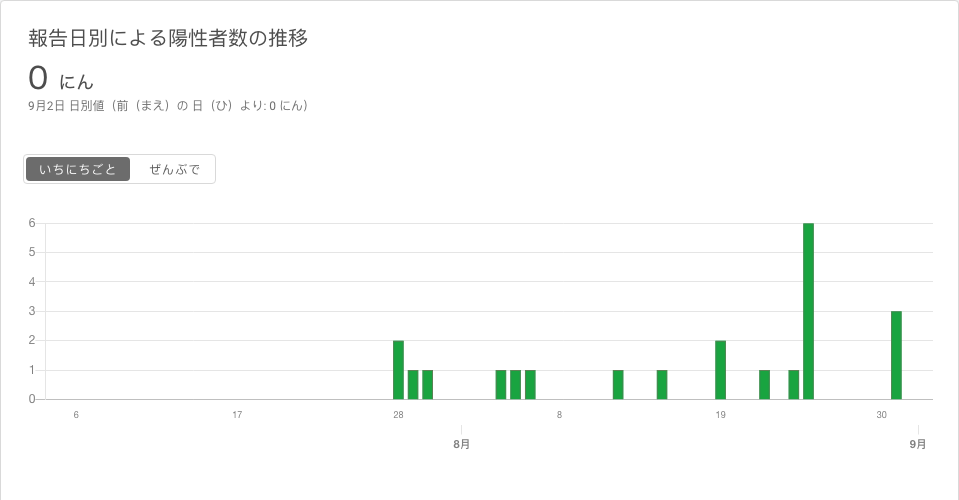 報告日別による陽性者数の推移
0 にん
9月2日 日別値（前（まえ）の 日（ひ）より: 0 にん）
いちにちごと ぜんぶで
6
5
4
3
2
1
0
6 17 28 8 19 30
8月 9月